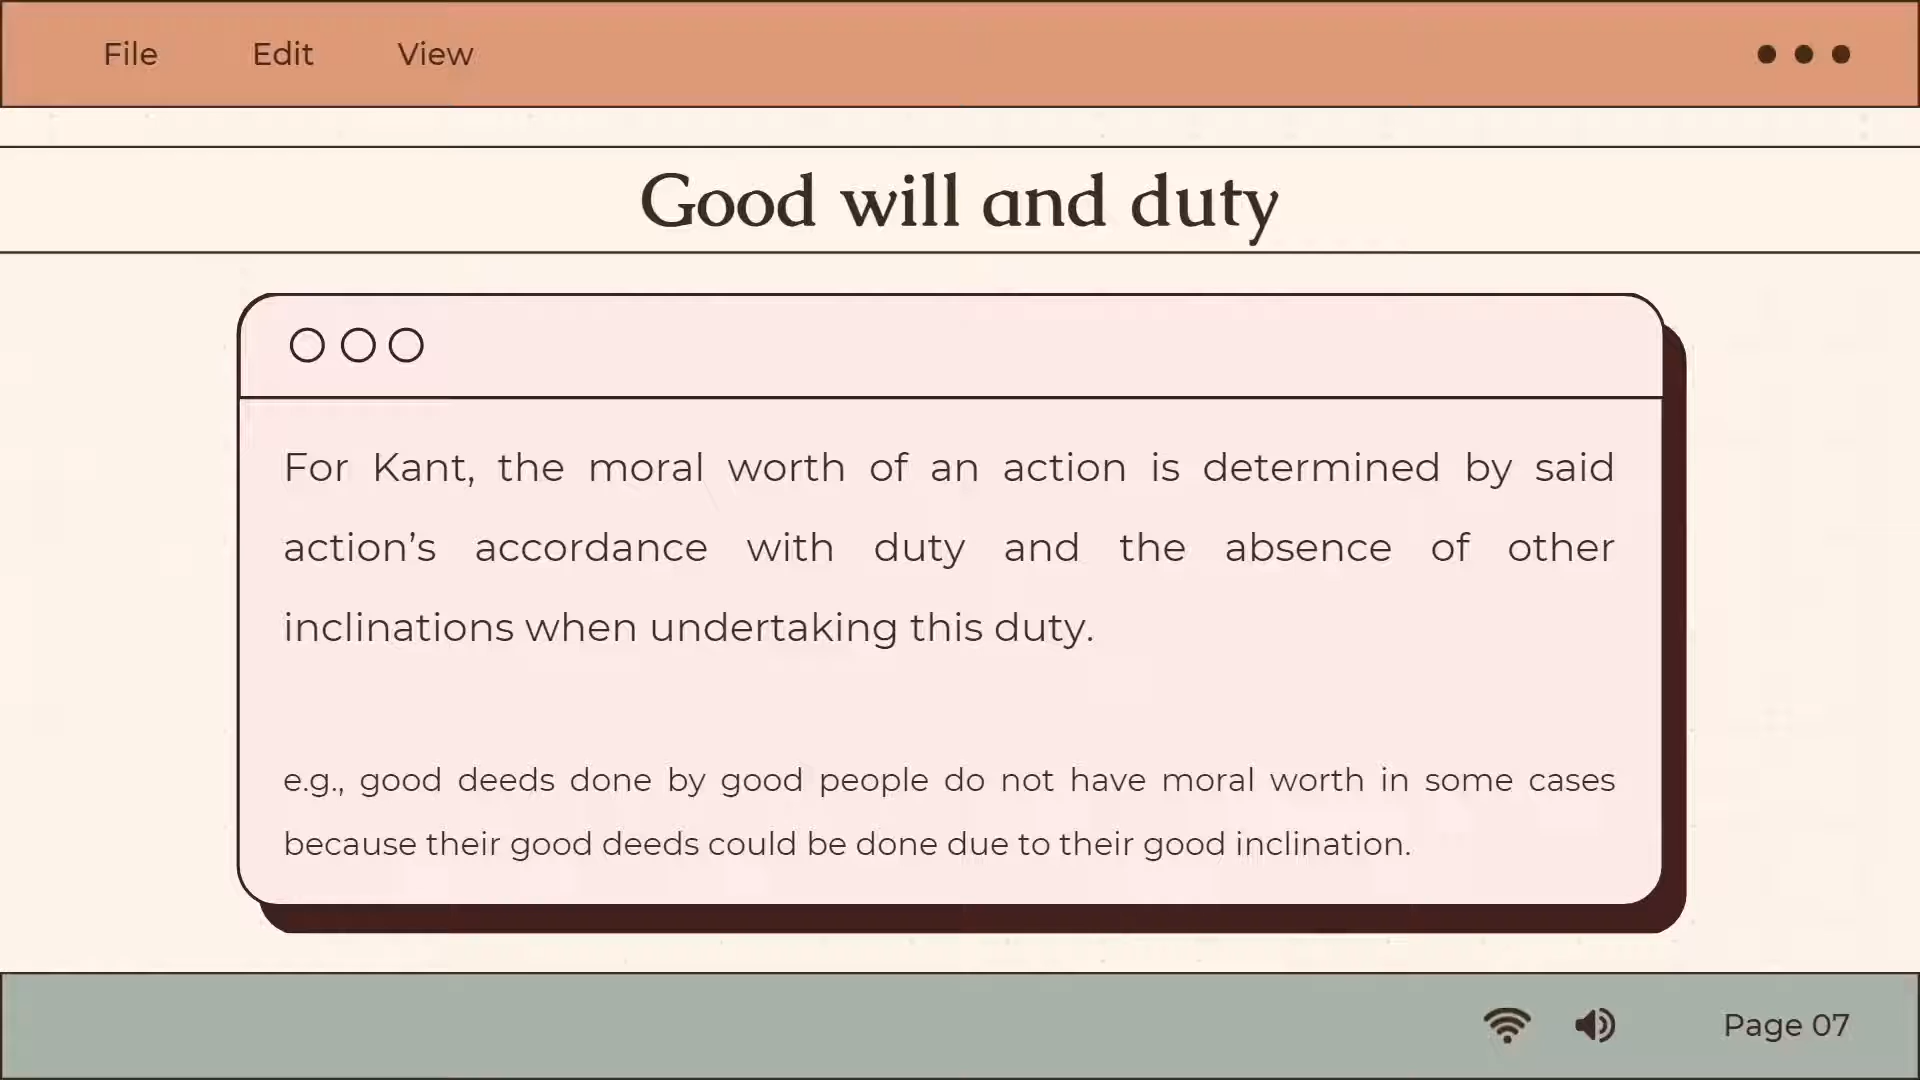 File Edit View
Good will and duty
For Kant, the moral worth of an action is determined by said
action’s accordance with duty and the absence of other
inclinations when undertaking this duty.
e.g., good deeds done by good people do not have moral worth in some cases
because their good deeds could be done due to their good inclination.
Page 07